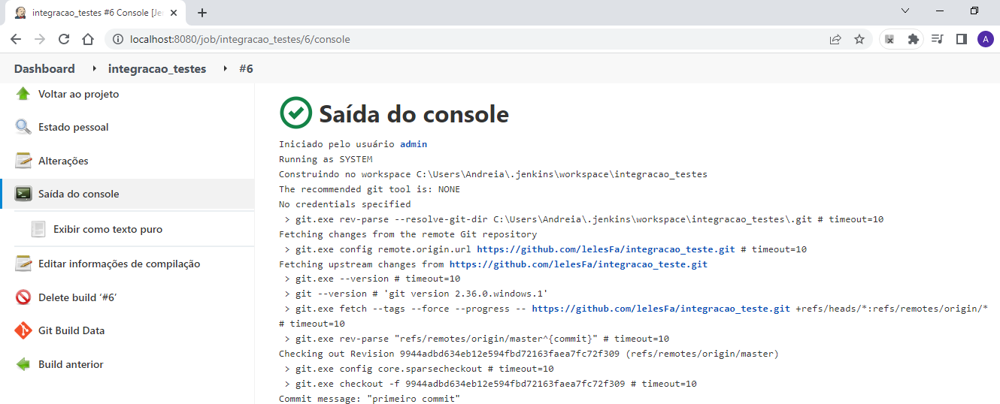 integracao_testes #6 Console [Je
localhost:8080/job/integracao_testes/6/console
A
Dashboard
integracao_testes
#6
Voltar ao projeto
Estado pessoal
Alterações
Saída do console
Exibir como texto puro
Editar informações de compilação
Delete build ‘#6’
Git Build Data
Build anterior
Saída do console
Iniciado pelo usuário admin
Running as SYSTEM
Construindo no workspace C:\Users\Andreia\.jenkins\workspace\integracao_testes
The recommended git tool is: NONE
No credentials specified
> git.exe rev-parse --resolve-git-dir C:\Users\Andreia\.jenkins\workspace\integracao_testes\.git # timeout=10
Fetching changes from the remote Git repository
> git.exe config remote.origin.url https://github.com/lelesFa/integracao_teste.git # timeout=10
Fetching upstream changes from https://github.com/lelesFa/integracao_teste.git
> git.exe --version # timeout=10
> git --version # 'git version 2.36.0.windows.1'
> git.exe fetch --tags --force --progress -- https://github.com/lelesFa/integracao_teste.git +refs/heads/*:refs/remotes/origin/*
# timeout=10
> git.exe rev-parse "refs/remotes/origin/master^{commit}" # timeout=10
Checking out Revision 9944adbd634eb12e594fbd72163faea7fc72f309 (refs/remotes/origin/master)
> git.exe config core.sparsecheckout # timeout=10
> git.exe checkout -f 9944adbd634eb12e594fbd72163faea7fc72f309 # timeout=10
Commit message: "primeiro commit"